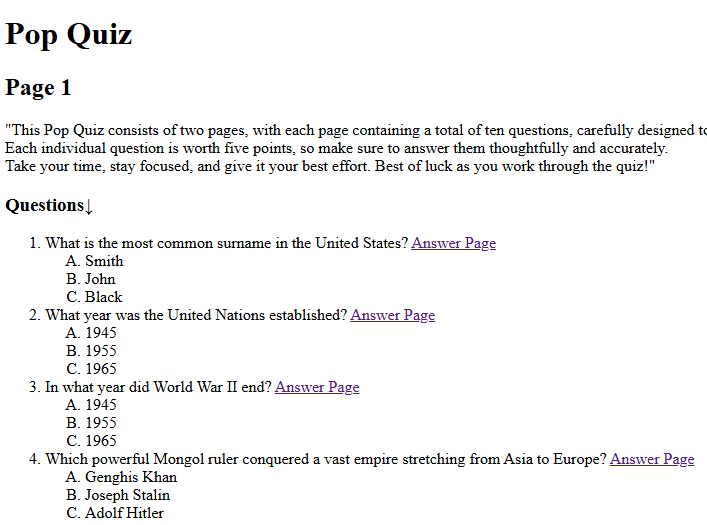 Pop Quiz
Page 1
"This Pop Quiz consists of two pages, with each page containing a total of ten questions, carefully designed
Each individual question is worth five points, so make sure to answer them thoughtfully and accurately.
Take your time, stay focused, and give it your best effort. Best of luck as you work through the quiz!"
Questions↓
1. What is the most common surname in the United States? Answer Page
A. Smith
B. John
C. Black
2. What year was the United Nations established? Answer Page
A. 1945
B. 1955
C. 1965
3. In what year did World War II end? Answer Page
A. 1945
B. 1955
C. 1965
4. Which powerful Mongol ruler conquered a vast empire stretching from Asia to Europe? Answer Page
A. Genghis Khan
B. Joseph Stalin
C. Adolf Hitler